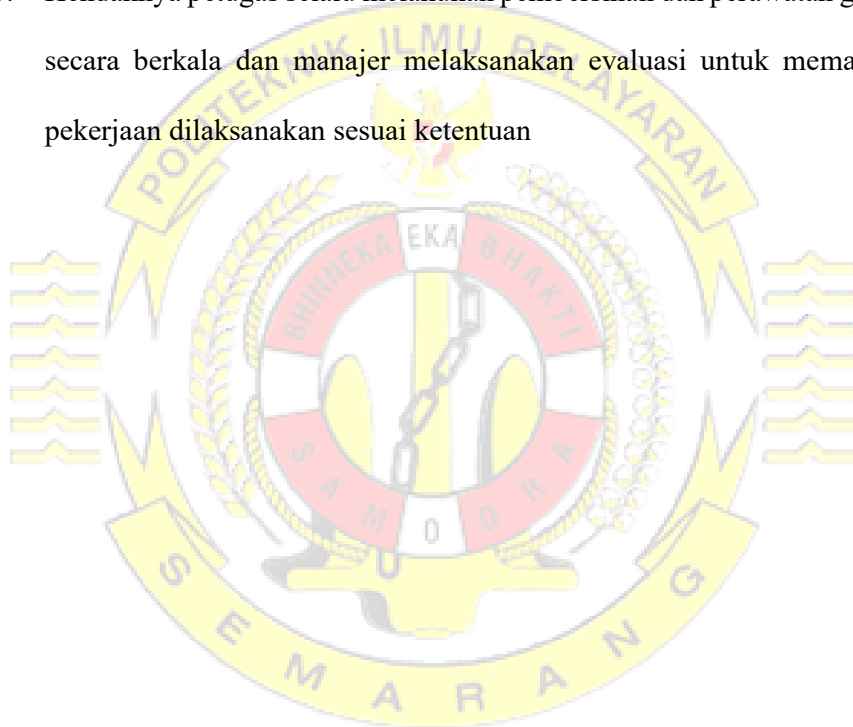 secara berkala dan manajer melaksanakan evaluasi untuk
pekerjaan dilaksanakan sesuai ketentuan
POLITEKNIK ILMU PELAYARAN
BHINNEKA EKA BHAKTI
SAMODRA
SEMARANG